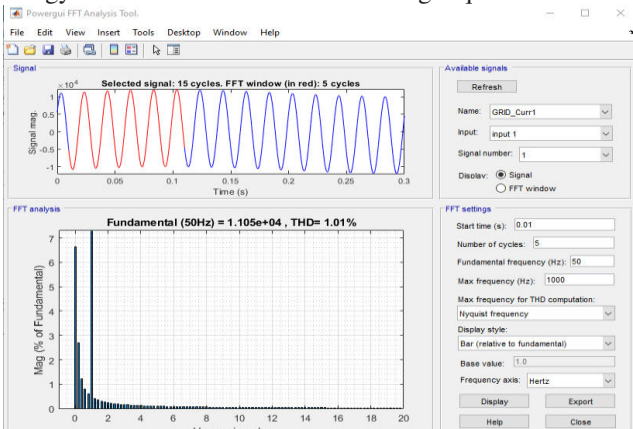 Powergui FFT Analysis Tool.
File Edit View Insert Tools Desktop Window Help
Signal
×10⁴ Selected signal: 15 cycles. FFT window (in red): 5 cycles
1
0.5
0
-0.5
-1
Signal mag.
0 0.05 0.1 0.15 0.2 0.25 0.3
Time (s)
FFT analysis
Fundamental (50Hz) = 1.105e+04 , THD= 1.01%
7
6
5
4
3
2
1
0
Mag (% of Fundamental)
0 2 4 6 8 10 12 14 16 18 20
Available signals
Refresh
Name: GRID_Curr1
Input: input 1
Signal number: 1
Display: Signal
FFT window
FFT settings
Start time (s): 0.01
Number of cycles: 5
Fundamental frequency (Hz): 50
Max frequency (Hz): 1000
Max frequency for THD computation:
Nyquist frequency
Display style:
Bar (relative to fundamental)
Base value: 1.0
Frequency axis: Hertz
Display Export
Help Close